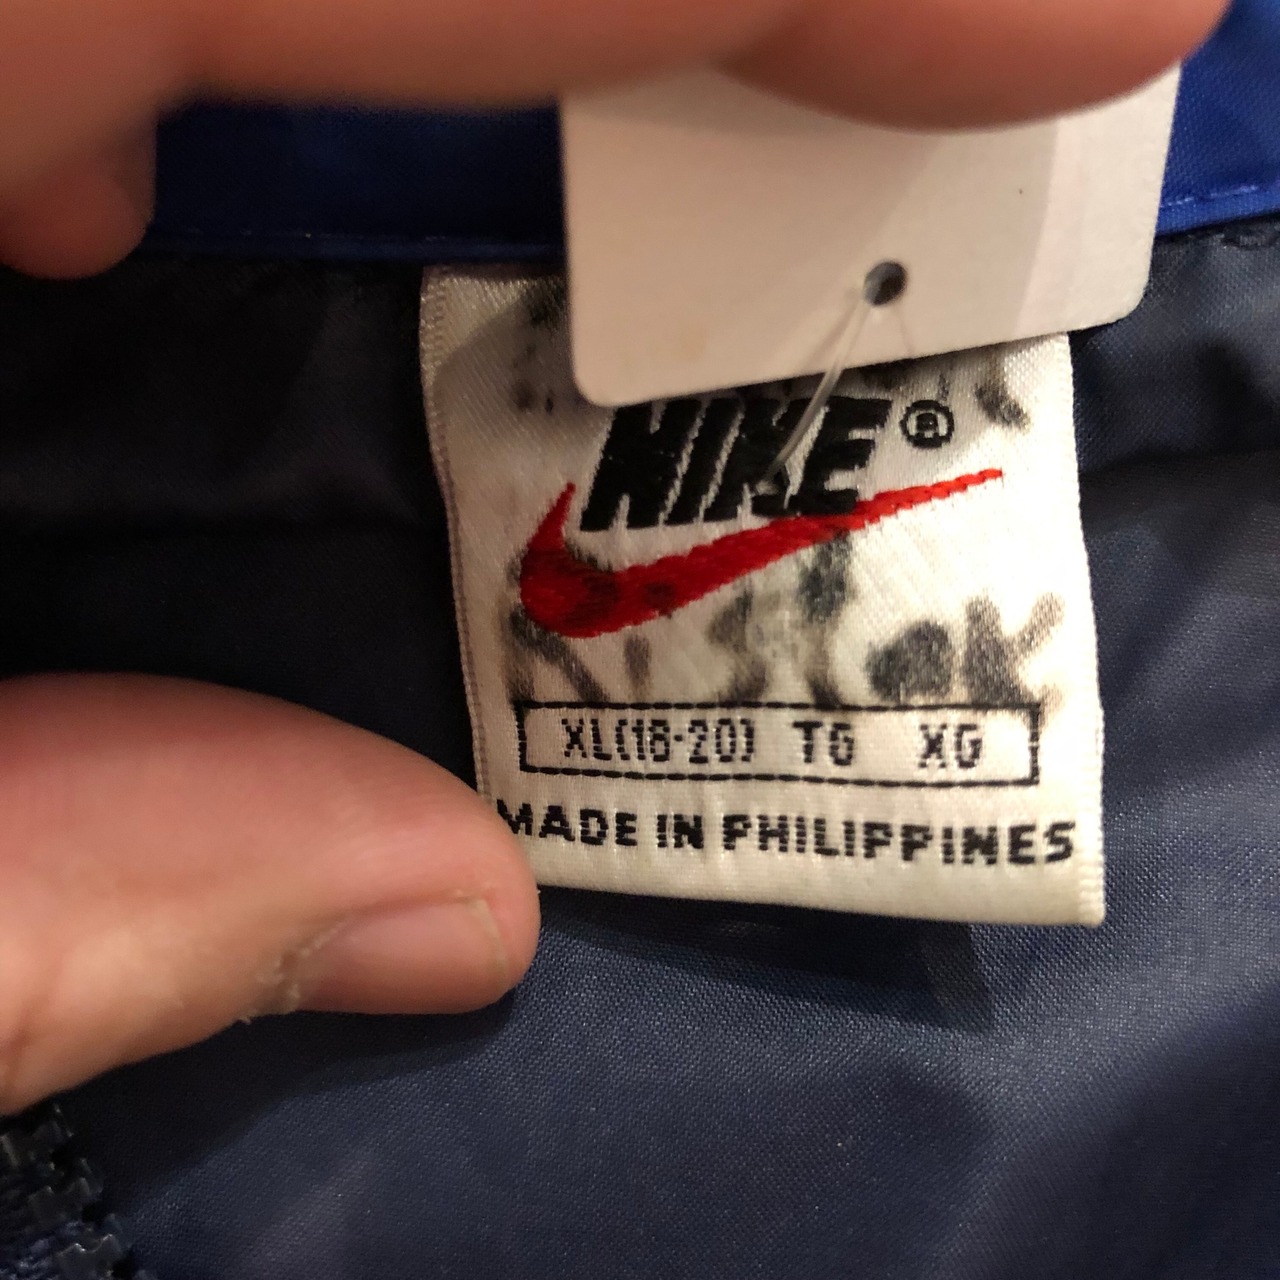 NIKE®
XL(18-20) TG XG
MADE IN PHILIPPINES